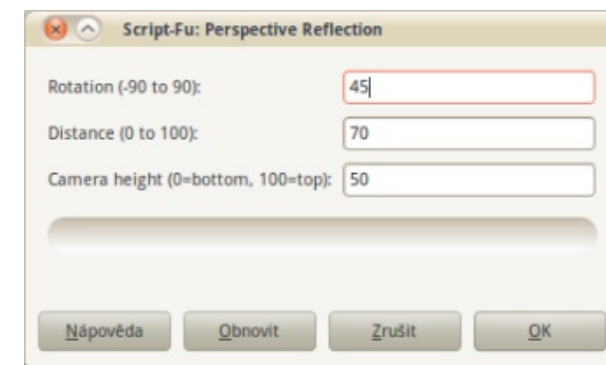 Script-Fu: Perspective Reflection
Rotation (-90 to 90): 45
Distance (0 to 100): 70
Camera height (0=bottom, 100=top): 50
Nápověda Obnovit Zrušit OK